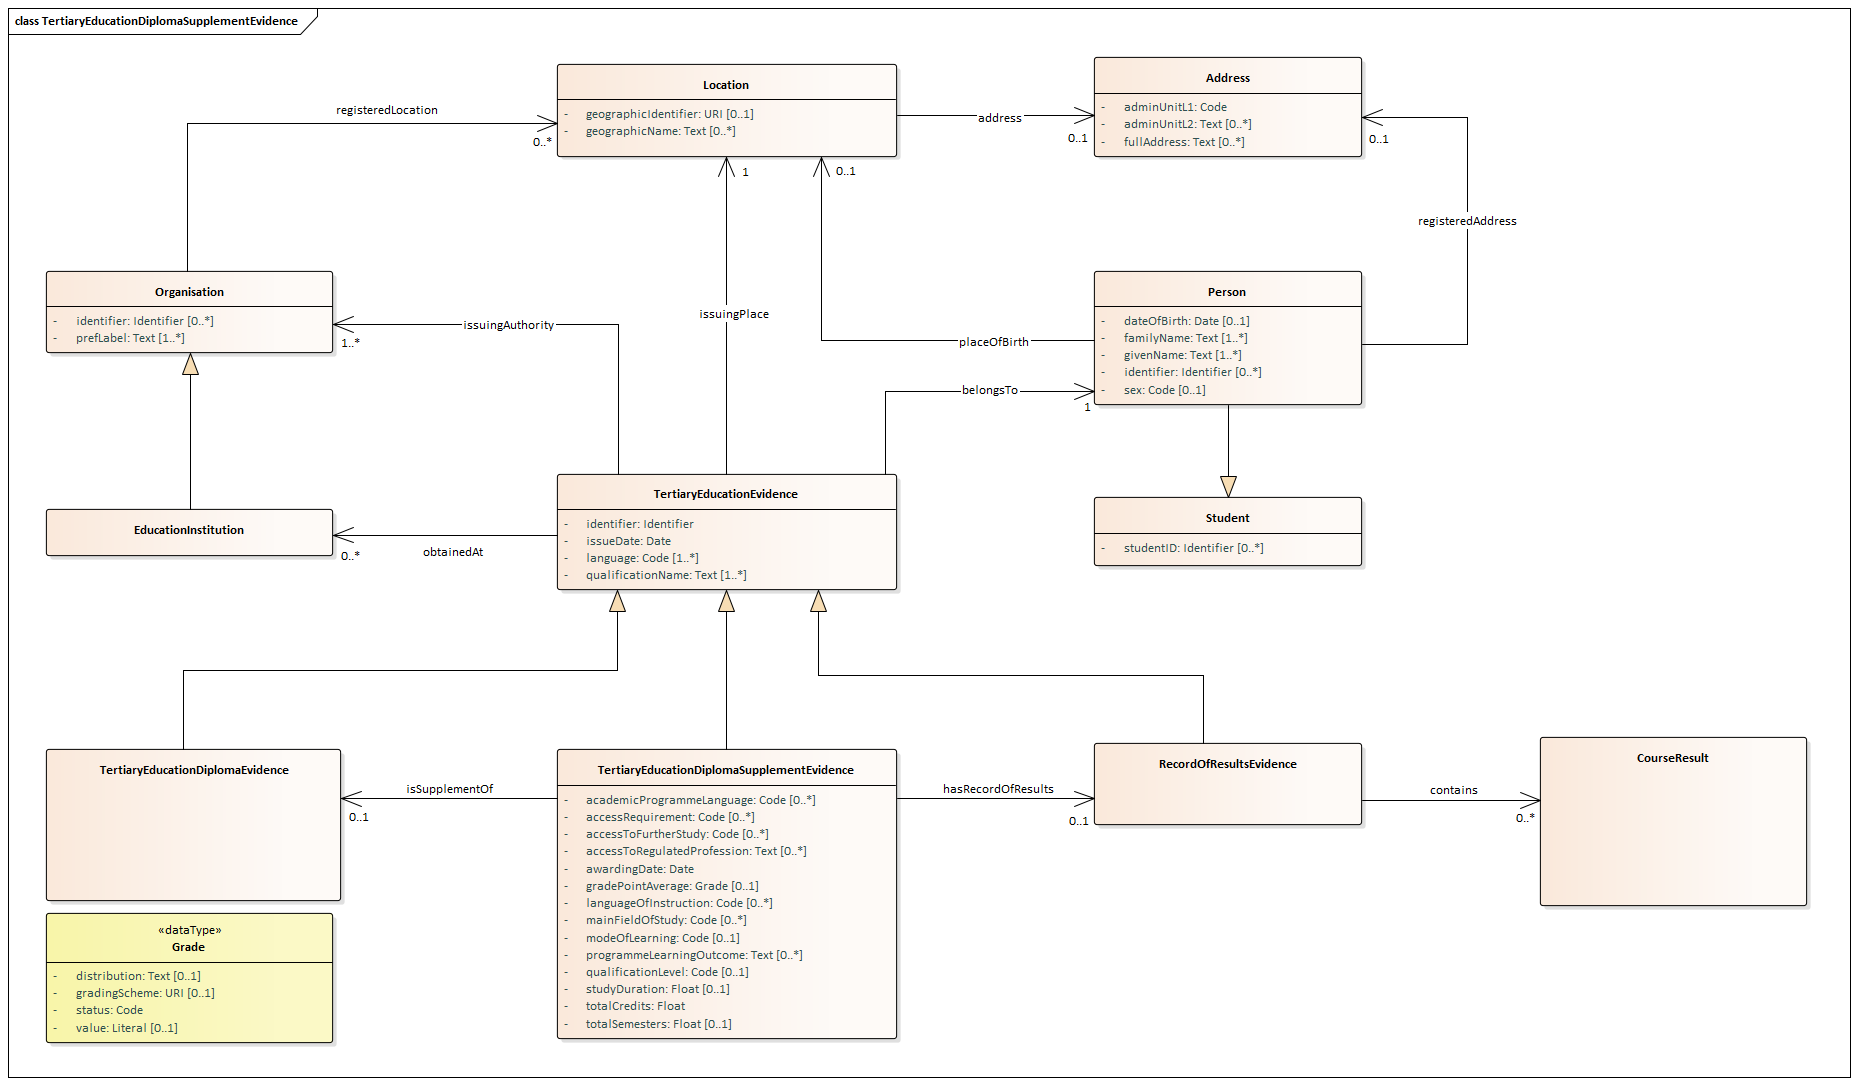 class TertiaryEducationDiplomaSupplementEvidence
Location
- geographicIdentifier: URI [0..1]
- geographicName: Text [0..*]
Address
- adminUnitL1: Code
- adminUnitL2: Text [0..*]
- fullAddress: Text [0..*]
registeredLocation
0..*
address
0..1
0..1
registeredAddress
1
0..1
Organisation
- identifier: Identifier [0..*]
- prefLabel: Text [1..*]
issuingAuthority
1..*
issuingPlace
placeOfBirth
belongsTo
1
Person
- dateOfBirth: Date [0..1]
- familyName: Text [1..*]
- givenName: Text [1..*]
- identifier: Identifier [0..*]
- sex: Code [0..1]
EducationInstitution
obtainedAt
0..*
TertiaryEducationEvidence
- identifier: Identifier
- issueDate: Date
- language: Code [1..*]
- qualificationName: Text [1..*]
Student
- studentID: Identifier [0..*]
TertiaryEducationDiplomaEvidence
isSupplementOf
0..1
TertiaryEducationDiplomaSupplementEvidence
- academicProgrammeLanguage: Code [0..*]
- accessRequirement: Code [0..*]
- accessToFurtherStudy: Code [0..*]
- accessToRegulatedProfession: Text [0..*]
- awardingDate: Date
- gradePointAverage: Grade [0..1]
- languageOfInstruction: Code [0..*]
- mainFieldOfStudy: Code [0..*]
- modeOfLearning: Code [0..1]
- programmeLearningOutcome: Text [0..*]
- qualificationLevel: Code [0..1]
- studyDuration: Float [0..1]
- totalCredits: Float
- totalSemesters: Float [0..1]
hasRecordOfResults
0..1
RecordOfResultsEvidence
contains
0..*
CourseResult
«dataType»
Grade
- distribution: Text [0..1]
- gradingScheme: URI [0..1]
- status: Code
- value: Literal [0..1]